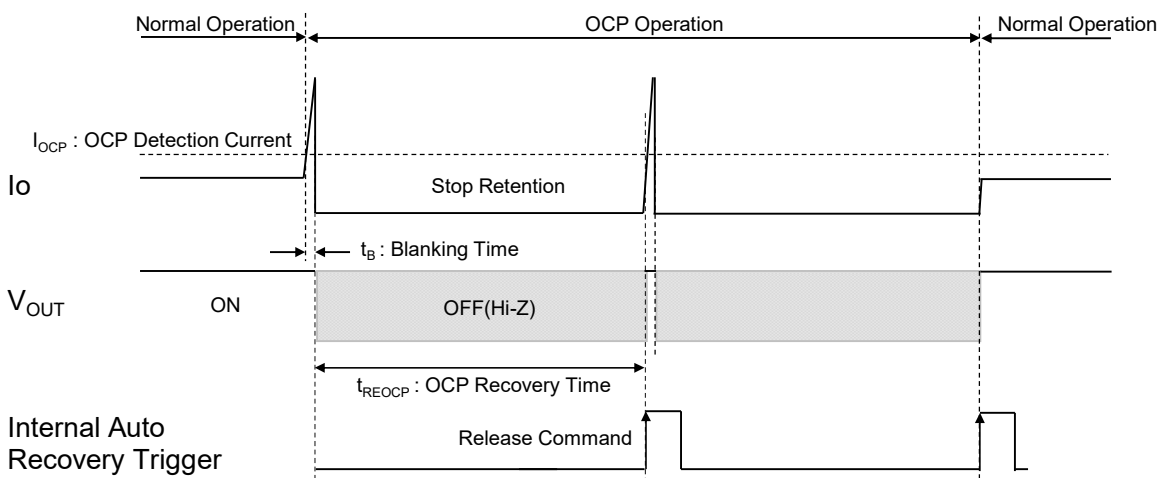 Normal Operation
OCP Operation
Normal Operation
IOCP : OCP Detection Current
Io
Stop Retention
tB : Blanking Time
VOUT
ON
OFF(Hi-Z)
tREOCP : OCP Recovery Time
Internal Auto
Recovery Trigger
Release Command